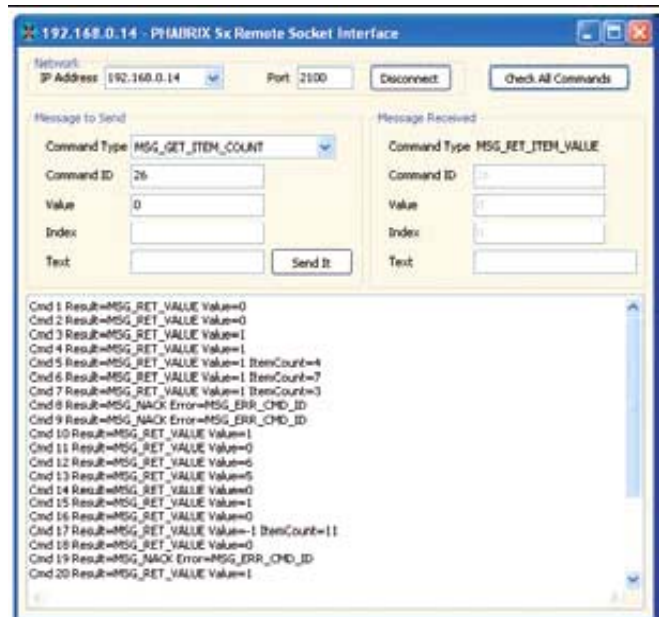 192.168.0.14 - PHABRIX Sx Remote Socket Interface
Network
IP Address 192.168.0.14 Port 2100 Disconnect Check All Commands
Message to Send
Command Type MSG_GET_ITEM_COUNT
Command ID 26
Value 0
Index
Text
Send It
Message Received
Command Type MSG_RET_ITEM_VALUE
Command ID
Value
Index
Text
Cmd 1 Result=MSG_RET_VALUE Value=0
Cmd 2 Result=MSG_RET_VALUE Value=0
Cmd 3 Result=MSG_RET_VALUE Value=1
Cmd 4 Result=MSG_RET_VALUE Value=1
Cmd 5 Result=MSG_RET_VALUE Value=1 ItemCount=4
Cmd 6 Result=MSG_RET_VALUE Value=1 ItemCount=7
Cmd 7 Result=MSG_RET_VALUE Value=1 ItemCount=3
Cmd 8 Result=MSG_NACK Error=MSG_ERR_CMD_ID
Cmd 9 Result=MSG_NACK Error=MSG_ERR_CMD_ID
Cmd 10 Result=MSG_RET_VALUE Value=1
Cmd 11 Result=MSG_RET_VALUE Value=0
Cmd 12 Result=MSG_RET_VALUE Value=6
Cmd 13 Result=MSG_RET_VALUE Value=5
Cmd 14 Result=MSG_RET_VALUE Value=0
Cmd 15 Result=MSG_RET_VALUE Value=1
Cmd 16 Result=MSG_RET_VALUE Value=0
Cmd 17 Result=MSG_RET_VALUE Value=-1 ItemCount=11
Cmd 18 Result=MSG_RET_VALUE Value=0
Cmd 19 Result=MSG_NACK Error=MSG_ERR_CMD_ID
Cmd 20 Result=MSG_RET_VALUE Value=1